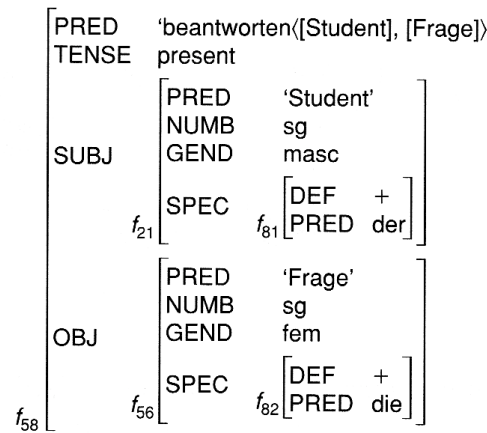 PRED ‘beantworten⟨[Student], [Frage]⟩
TENSE present
PRED ‘Student’
NUMB sg
SUBJ GEND masc
DEF +
SPEC
f21 f81 PRED der
PRED ‘Frage’
NUMB sg
OBJ GEND fem
DEF +
SPEC
f58 f56 f82 PRED die